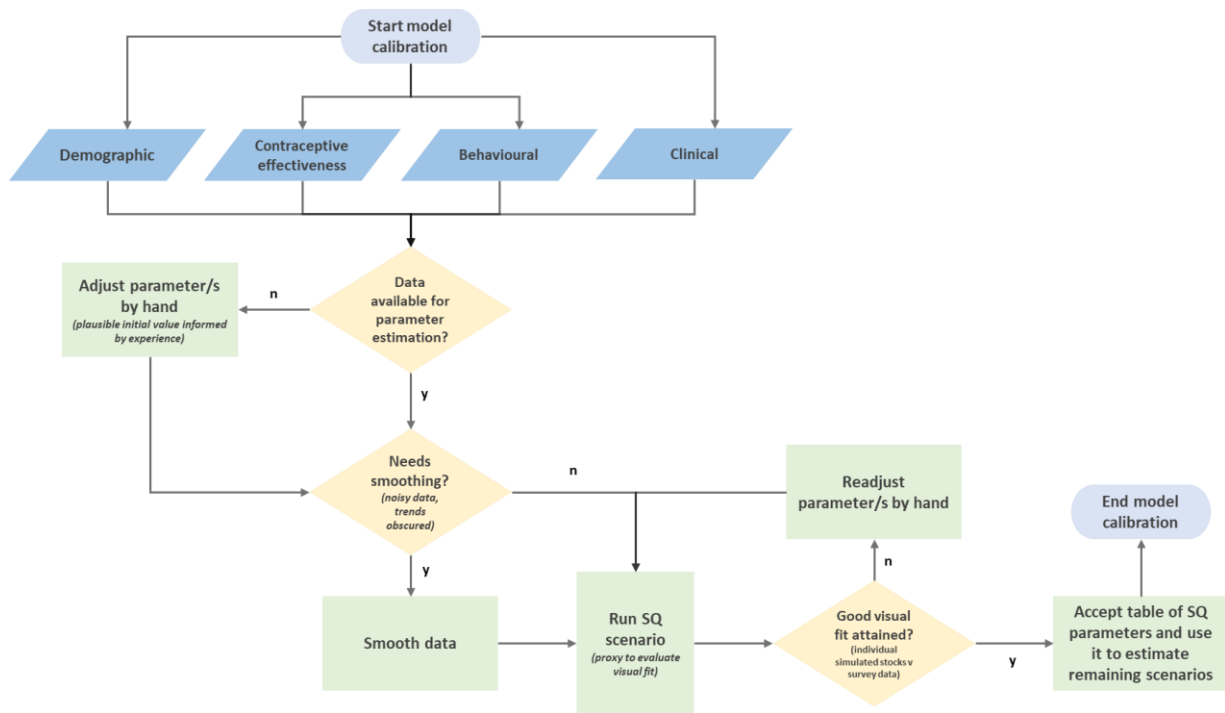 Start model
calibration
Demographic
Contraceptive
effectiveness
Behavioural
Clinical
Data
available for
parameter
estimation?
n
Adjust parameter/s
by hand
(plausible initial value informed
by experience)
y
Needs
smoothing?
(noisy data,
trends
obscured)
n
y
Smooth data
Run SQ
scenario
(proxy to evaluate
visual fit)
Readjust
parameter/s by hand
n
Good visual
fit attained?
(individual
simulated stocks v
survey data)
y
Accept table of SQ
parameters and use
it to estimate
remaining scenarios
End model
calibration